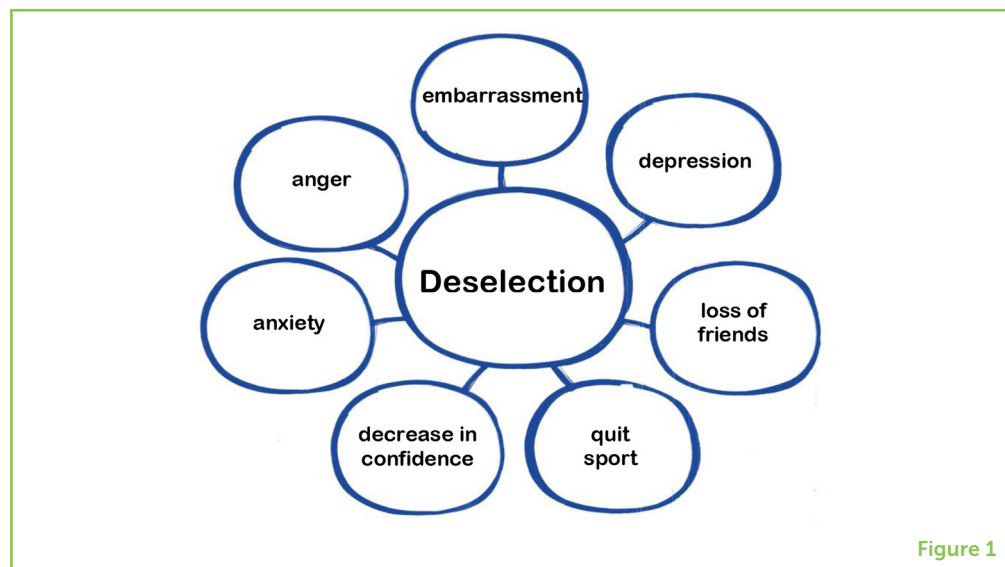 embarrassment
depression
anger
Deselection
anxiety
loss of
friends
decrease in
confidence
quit
sport
Figure 1